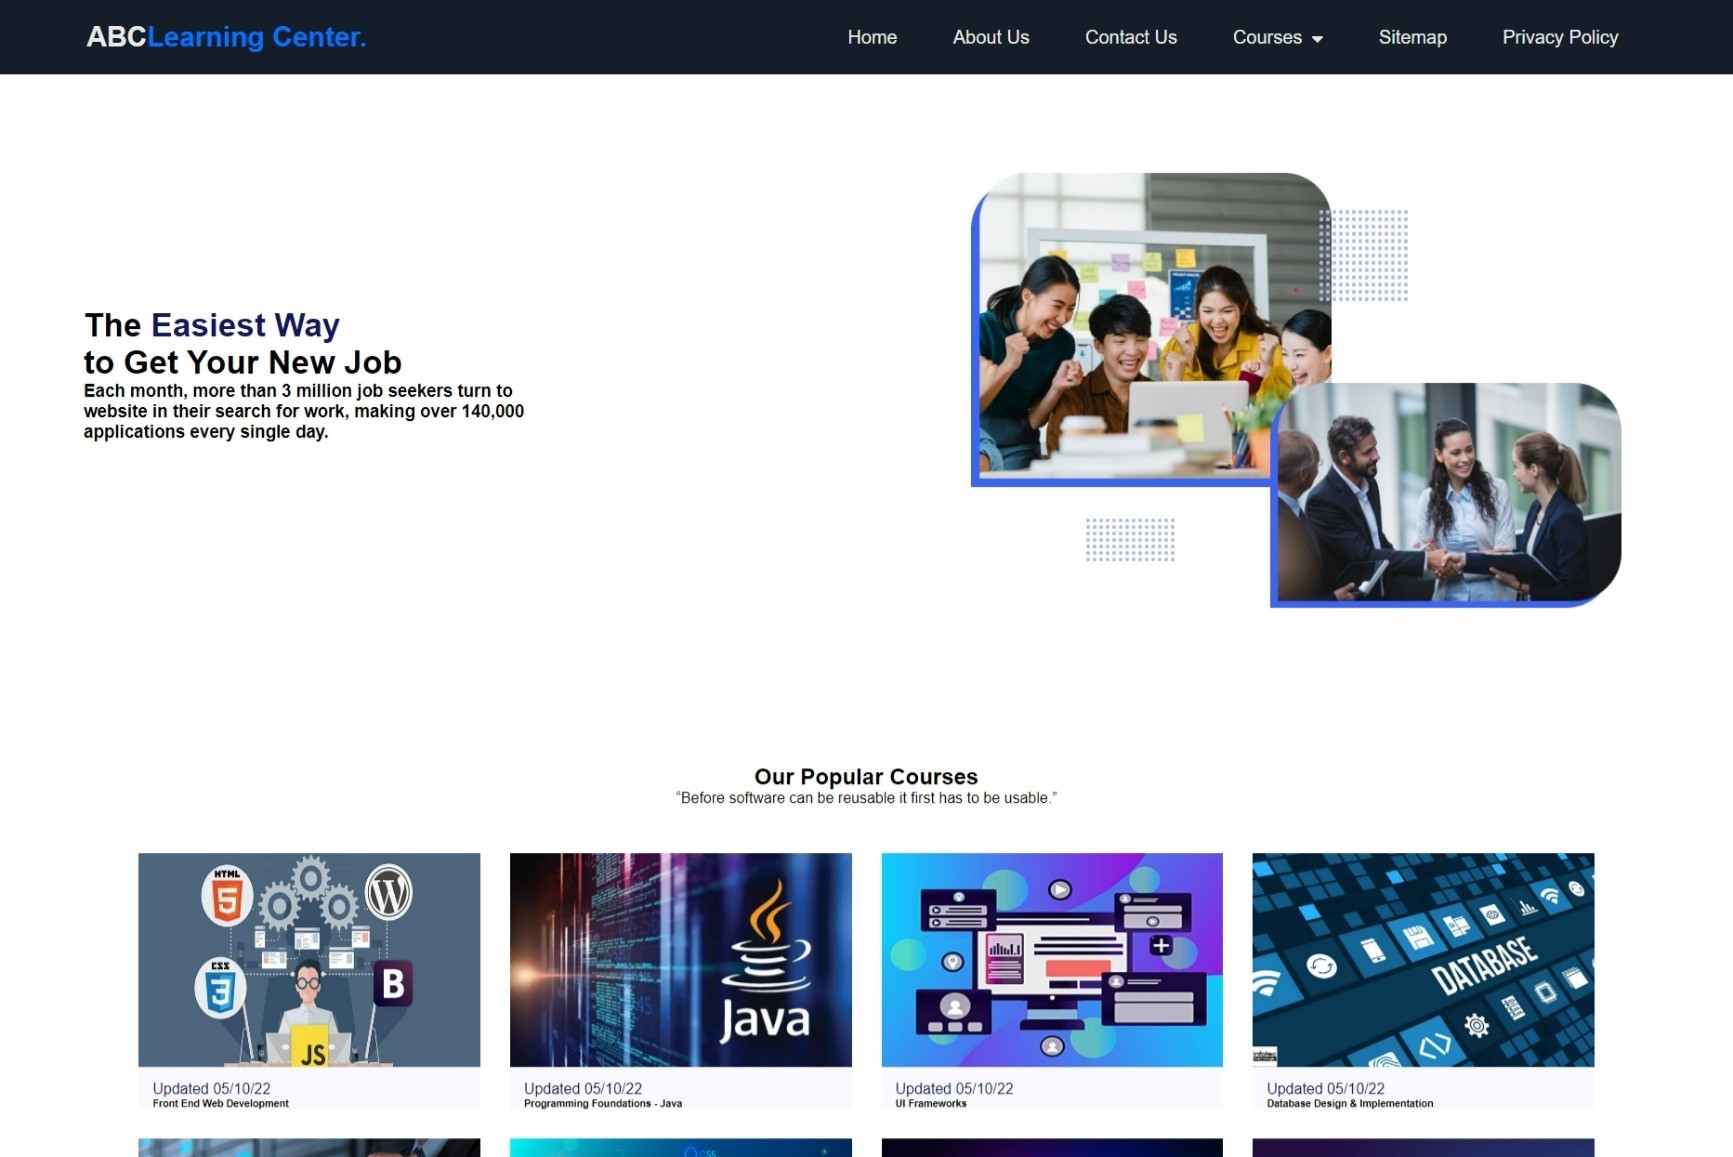 ABCLearning Center.
Home
About Us
Contact Us
Courses
Sitemap
Privacy Policy
The Easiest Way
to Get Your New Job
Each month, more than 3 million job seekers turn to
website in their search for work, making over 140,000
applications every single day.
Our Popular Courses
“Before software can be reusable it first has to be usable.”
HTML
5
CSS
3
W
B
JS
Java
DATABASE
Updated 05/10/22
Front End Web Development
Updated 05/10/22
Programming Foundations - Java
Updated 05/10/22
UI Frameworks
Updated 05/10/22
Database Design & Implementation
CSS